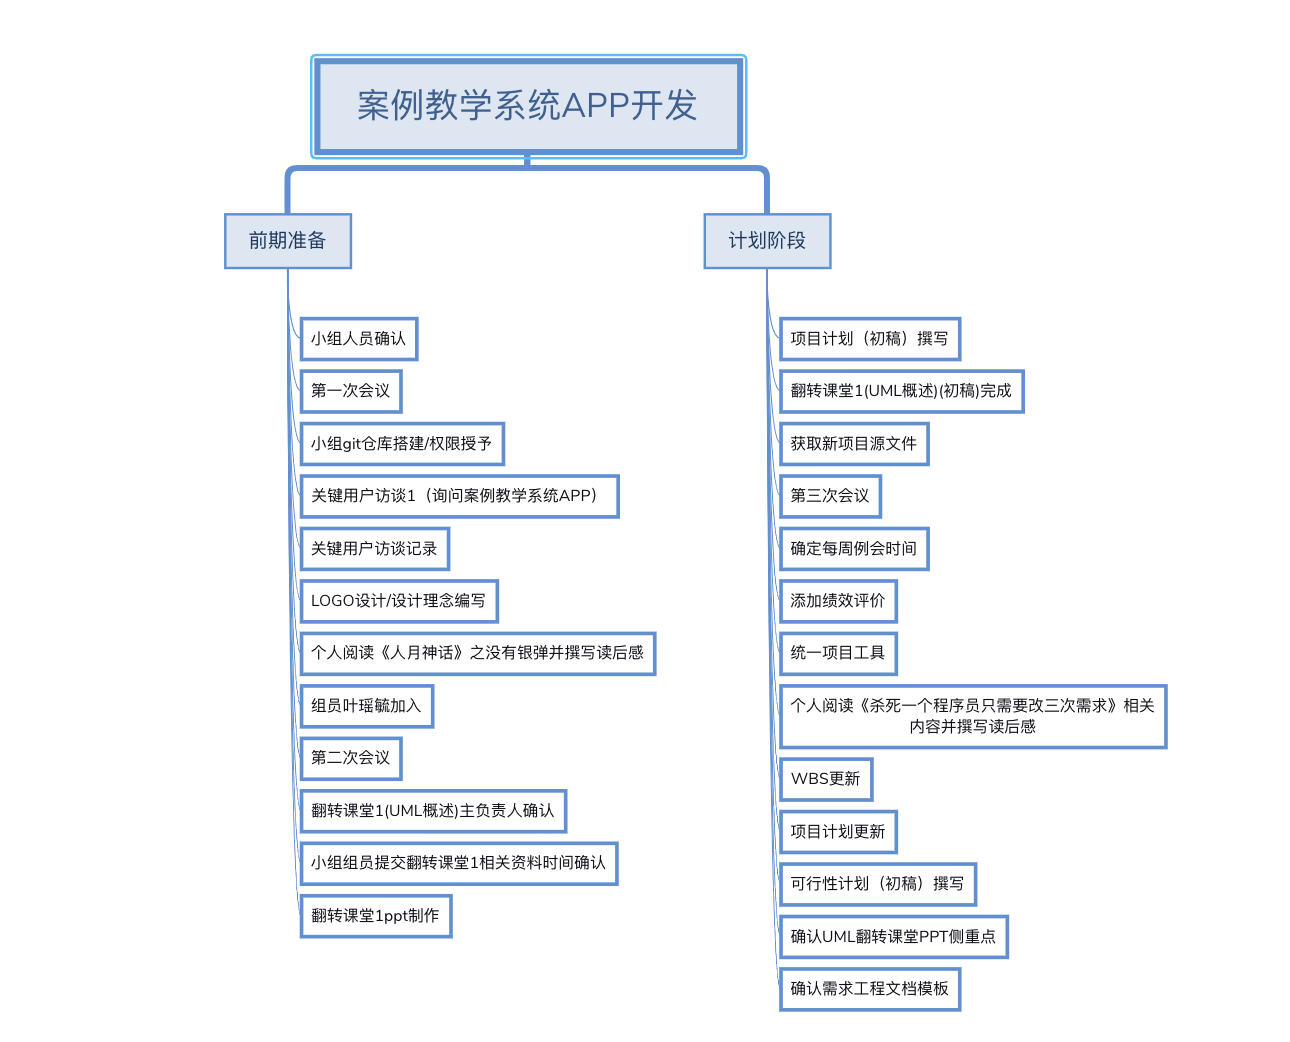 案例教学系统APP开发
前期准备
小组人员确认
第一次会议
小组git仓库搭建/权限授予
关键用户访谈1（询问案例教学系统APP）
关键用户访谈记录
LOGO设计/设计理念编写
个人阅读《人月神话》之没有银弹并撰写读后感
组员叶瑶毓加入
第二次会议
翻转课堂1(UML概述)主负责人确认
小组组员提交翻转课堂1相关资料时间确认
翻转课堂1ppt制作
计划阶段
项目计划（初稿）撰写
翻转课堂1(UML概述)(初稿)完成
获取新项目源文件
第三次会议
确定每周例会时间
添加绩效评价
统一项目工具
个人阅读《杀死一个程序员只需要改三次需求》相关
内容并撰写读后感
WBS更新
项目计划更新
可行性计划（初稿）撰写
确认UML翻转课堂PPT侧重点
确认需求工程文档模板